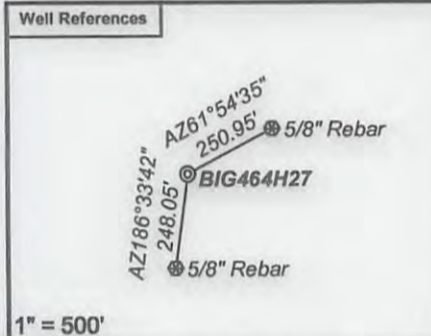 Well References
AZ61°54'35"
250.95'
5/8" Rebar
BIG464H27
AZ186°33'42"
248.05'
5/8" Rebar
1" = 500'